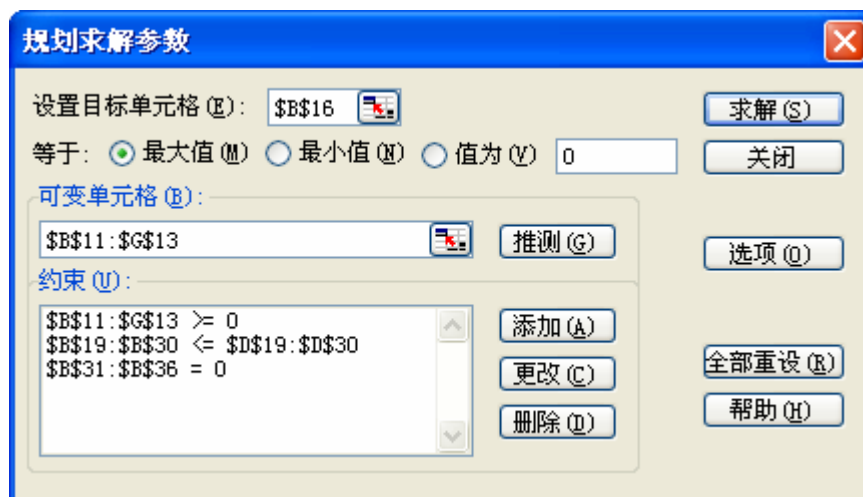 规划求解参数
设置目标单元格(E): $B$16 求解(S)
等于: 最大值(M) 最小值(N) 值为(V) 0 关闭
可变单元格(B):
$B$11:$G$13 推测(G) 选项(O)
约束(U):
$B$11:$G$13 >= 0 添加(A)
$B$19:$B$30 <= $D$19:$D$30 全部重设(R)
$B$31:$B$36 = 0 更改(C)
帮助(H)
删除(D)